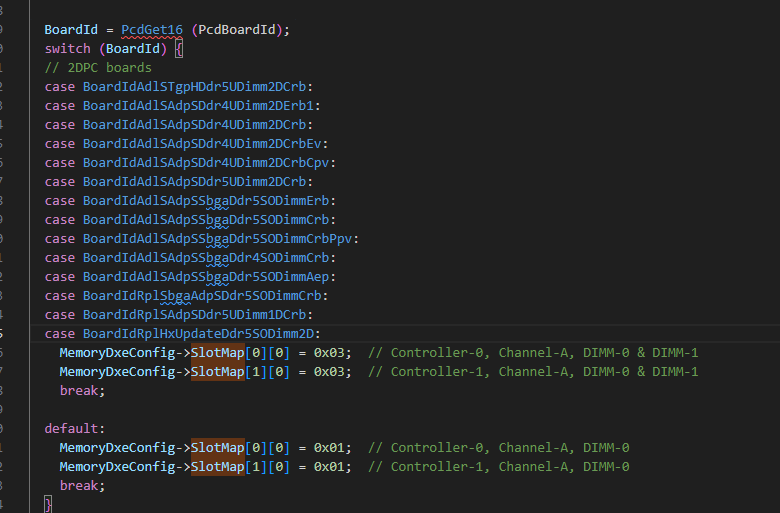 BoardId = PcdGet16 (PcdBoardId);
switch (BoardId) {
// 2DPC boards
case BoardIdAdlSTgpHDdr5UDimm2DCrb:
case BoardIdAdlSAdpSDdr4UDimm2DErb1:
case BoardIdAdlSAdpSDdr4UDimm2DCrb:
case BoardIdAdlSAdpSDdr4UDimm2DCrbEv:
case BoardIdAdlSAdpSDdr4UDimm2DCrbCpv:
case BoardIdAdlSAdpSDdr5UDimm2DCrb:
case BoardIdAdlSAdpSSbgaDdr5SODimmErb:
case BoardIdAdlSAdpSSbgaDdr5SODimmCrb:
case BoardIdAdlSAdpSSbgaDdr5SODimmCrbPpv:
case BoardIdAdlSAdpSSbgaDdr4SODimmCrb:
case BoardIdAdlSAdpSSbgaDdr5SODimmAep:
case BoardIdRplSbgaAdpSDdr5SODimmCrb:
case BoardIdRplSAdpSDdr5UDimm1DCrb:
case BoardIdRplHxUpdateDdr5SODimm2D:
MemoryDxeConfig->SlotMap[0][0] = 0x03;  // Controller-0, Channel-A, DIMM-0 & DIMM-1
MemoryDxeConfig->SlotMap[1][0] = 0x03;  // Controller-1, Channel-A, DIMM-0 & DIMM-1
break;
default:
MemoryDxeConfig->SlotMap[0][0] = 0x01;  // Controller-0, Channel-A, DIMM-0
MemoryDxeConfig->SlotMap[1][0] = 0x01;  // Controller-1, Channel-A, DIMM-0
break;
}